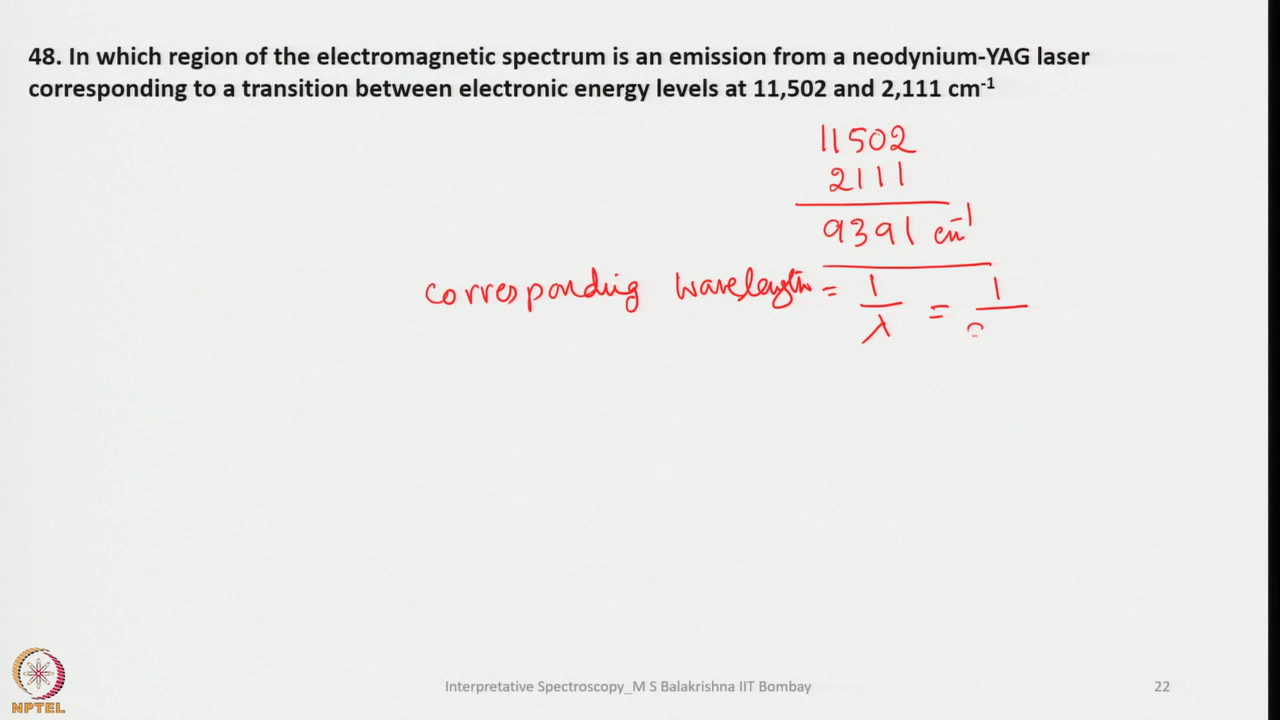 48. In which region of the electromagnetic spectrum is an emission from a neodynium-YAG laser
corresponding to a transition between electronic energy levels at 11,502 and 2,111 cm⁻¹
11502
2111
9391 cm⁻¹
corresponding wavelength = 1/λ = 1/
Interpretative Spectroscopy_M S Balakrishna IIT Bombay
22
NPTEL